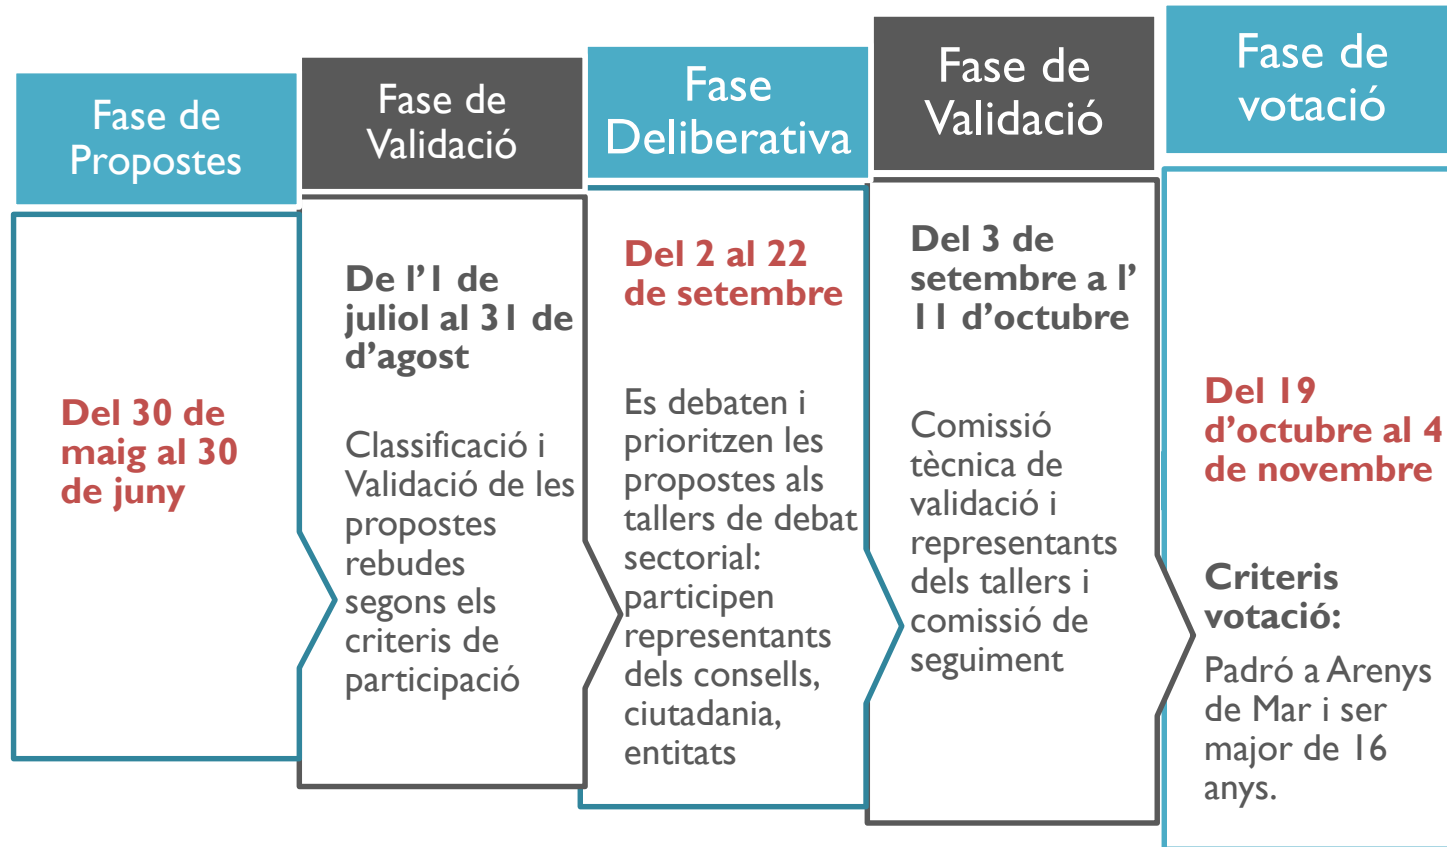 Fase de
Propostes
Del 30 de
maig al 30
de juny
Fase de
Validació
De l’1 de
juliol al 31 de
d’agost
Classificació i
Validació de les
propostes
rebudes
segons els
criteris de
participació
Fase
Deliberativa
Del 2 al 22
de setembre
Es debaten i
prioritzen les
propostes als
tallers de debat
sectorial:
participen
representants
dels consells,
ciutadania,
entitats
Fase de
Validació
Del 3 de
setembre a l’
11 d’octubre
Comissió
tècnica de
validació i
representants
dels tallers i
comissió de
seguiment
Fase de
votació
Del 19
d’octubre al 4
de novembre
Criteris
votació:
Padró a Arenys
de Mar i ser
major de 16
anys.